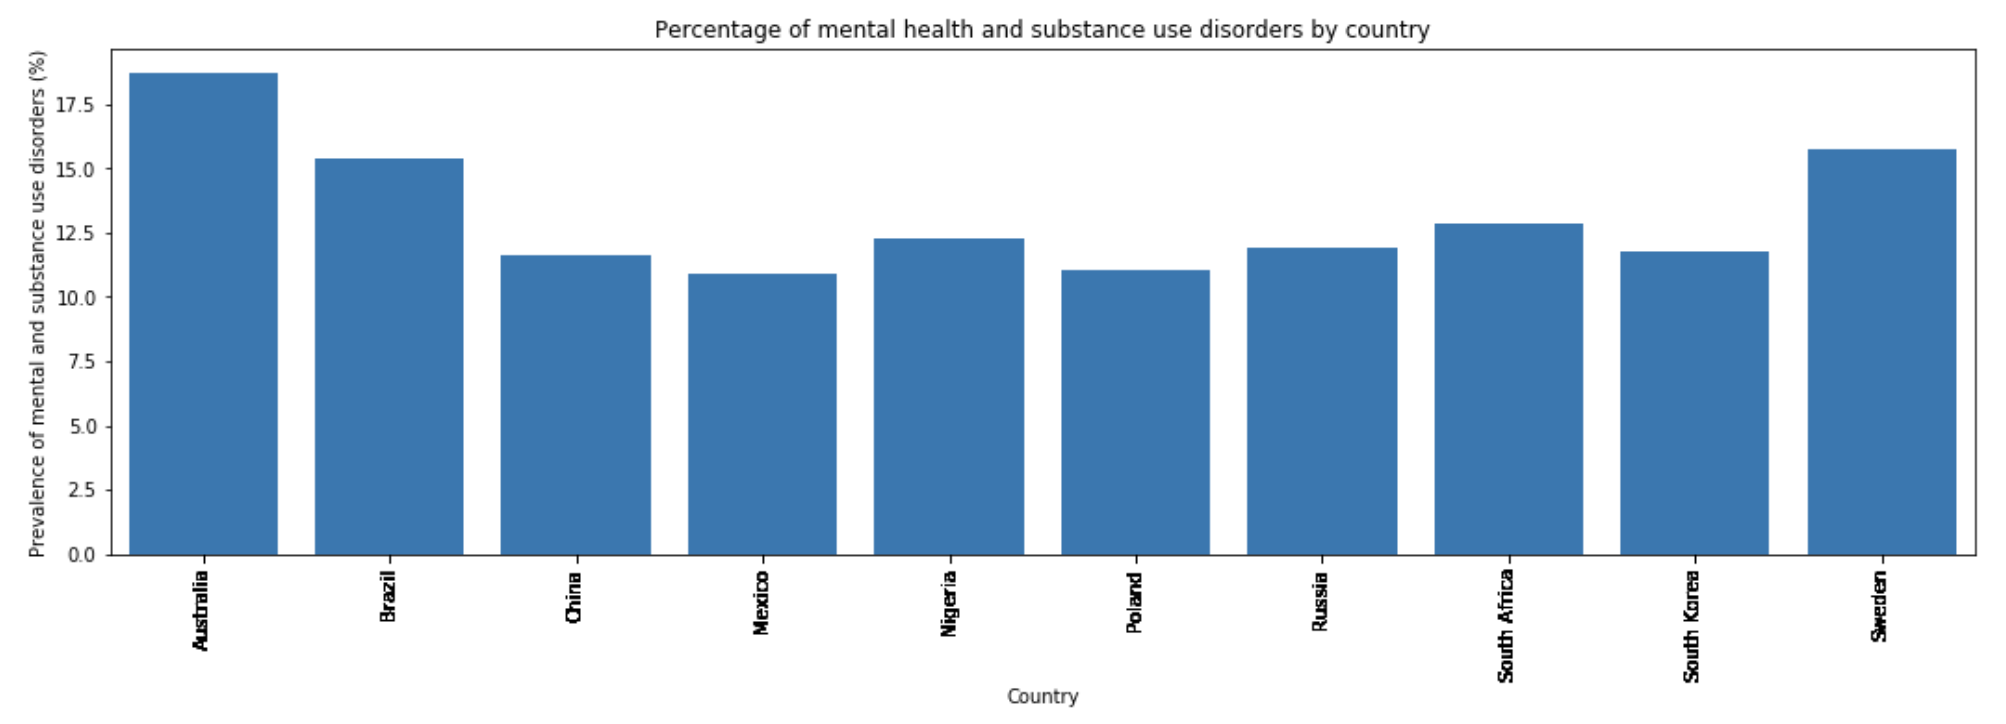 Percentage of mental health and substance use disorders by country
Prevalence of mental and substance use disorders (%)
17.5
15.0
12.5
10.0
7.5
5.0
2.5
0.0
Australia
Brazil
China
Mexico
Nigeria
Poland
Russia
South Africa
South Korea
Sweden
Country